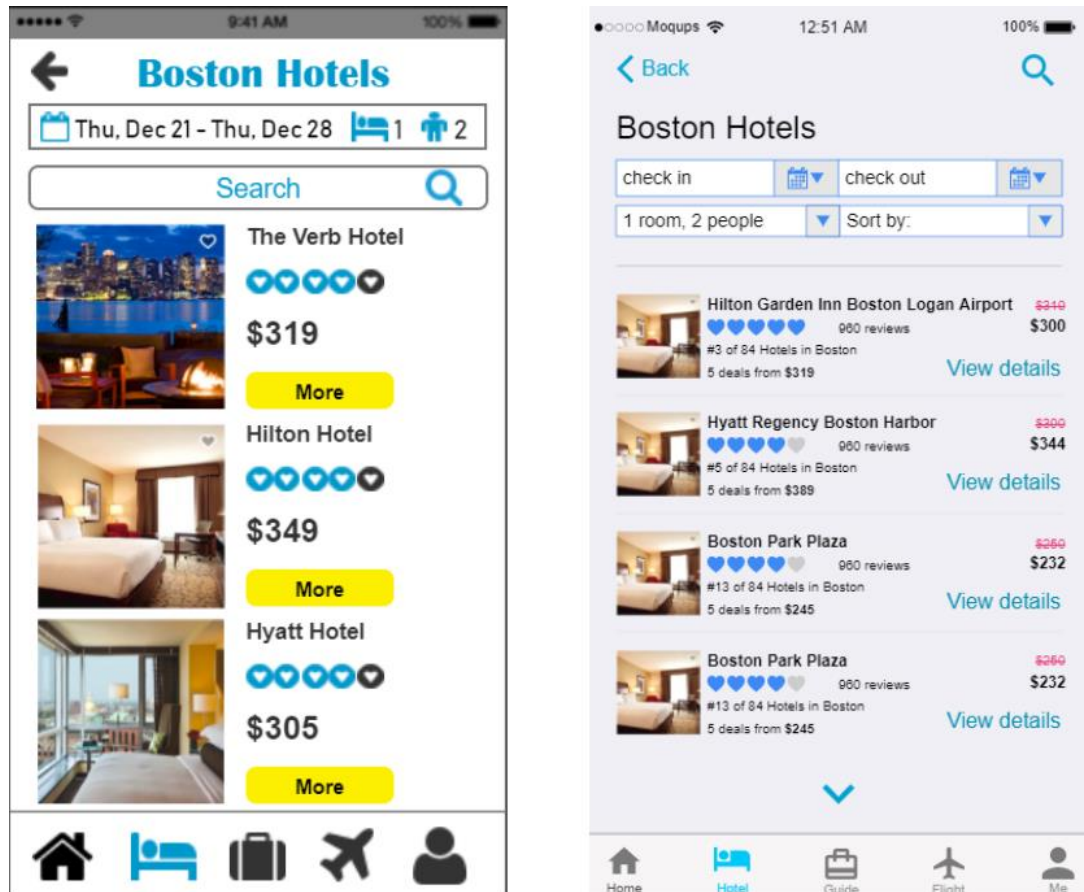 9:41 AM 100%
Boston Hotels
Thu, Dec 21 - Thu, Dec 28 1 2
Search
The Verb Hotel
$319
More
Hilton Hotel
$349
More
Hyatt Hotel
$305
More
Moqups 12:51 AM 100%
Back
Boston Hotels
check in check out
1 room, 2 people Sort by:
Hilton Garden Inn Boston Logan Airport $310
960 reviews $300
#3 of 84 Hotels in Boston
5 deals from $319 View details
Hyatt Regency Boston Harbor $300
960 reviews $344
#5 of 84 Hotels in Boston
5 deals from $389 View details
Boston Park Plaza $250
960 reviews $232
#13 of 84 Hotels in Boston
5 deals from $245 View details
Boston Park Plaza $250
960 reviews $232
#13 of 84 Hotels in Boston
5 deals from $245 View details
Home Hotel Guide Flight Me